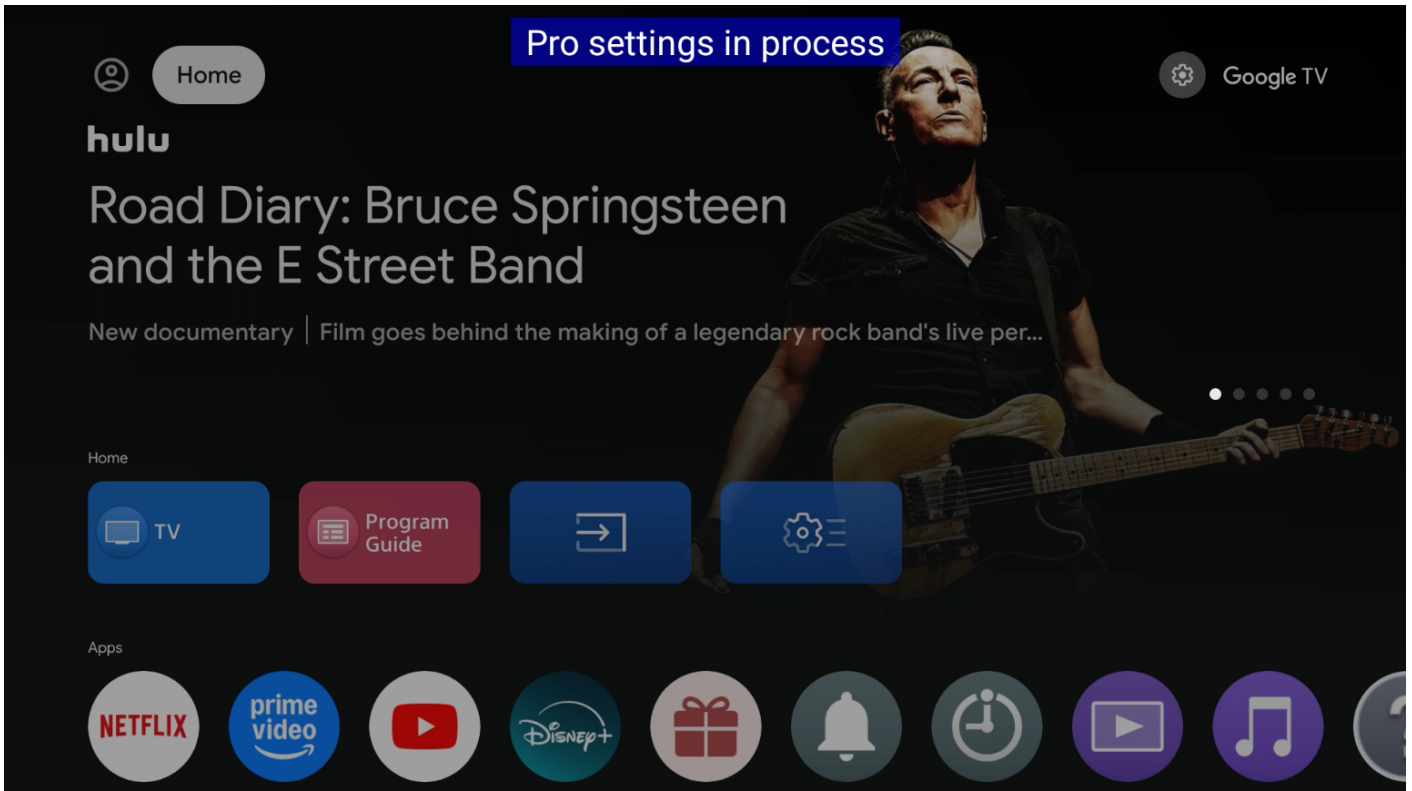 Pro settings in process
Home
Google TV
hulu
Road Diary: Bruce Springsteen
and the E Street Band
New documentary | Film goes behind the making of a legendary rock band's live per...
Home
TV
Program
Guide
Apps
NETFLIX
prime
video
Disney+
?